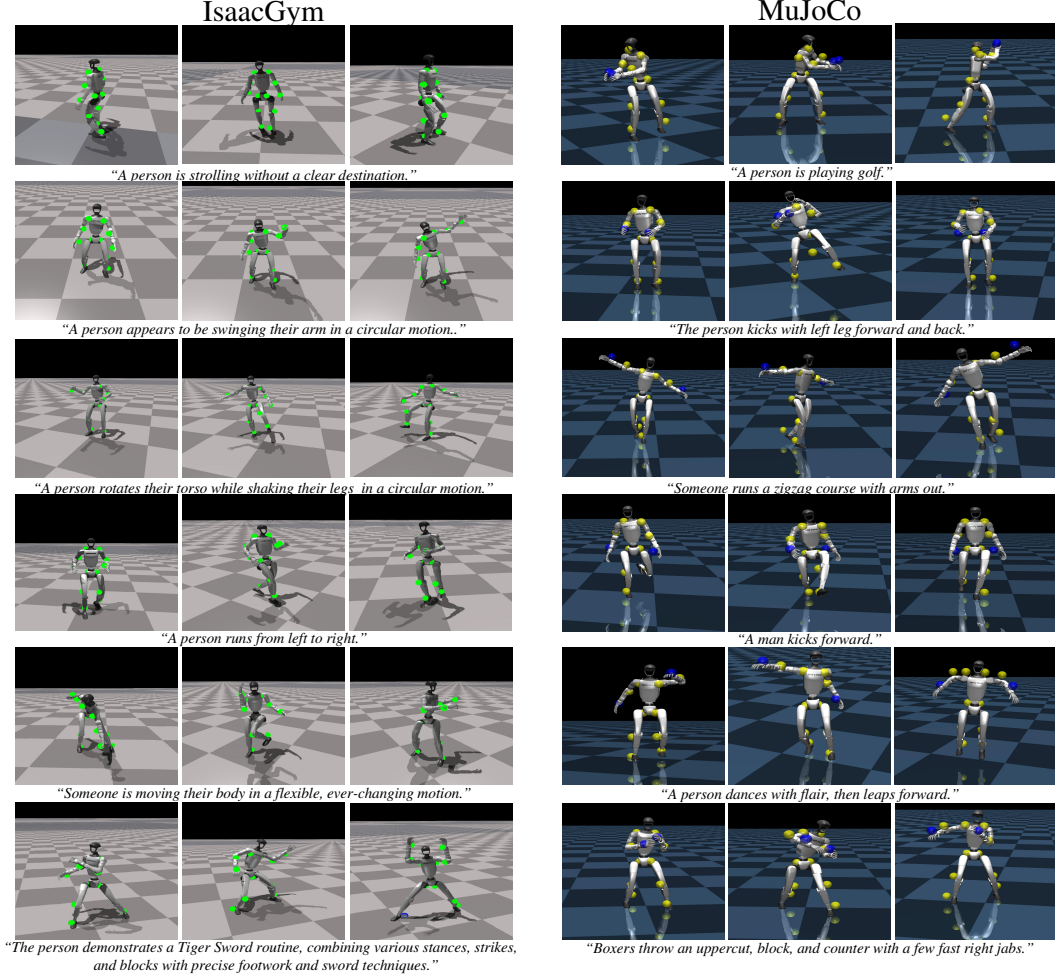 IsaacGym
“A person is strolling without a clear destination.”
“A person appears to be swinging their arm in a circular motion..”
“A person rotates their torso while shaking their legs in a circular motion.”
“A person runs from left to right.”
“Someone is moving their body in a flexible, ever-changing motion.”
“The person demonstrates a Tiger Sword routine, combining various stances, strikes,
and blocks with precise footwork and sword techniques.”
MuJoCo
“A person is playing golf.”
“The person kicks with left leg forward and back.”
“Someone runs a zigzag course with arms out.”
“A man kicks forward.”
“A person dances with flair, then leaps forward.”
“Boxers throw an uppercut, block, and counter with a few fast right jabs.”